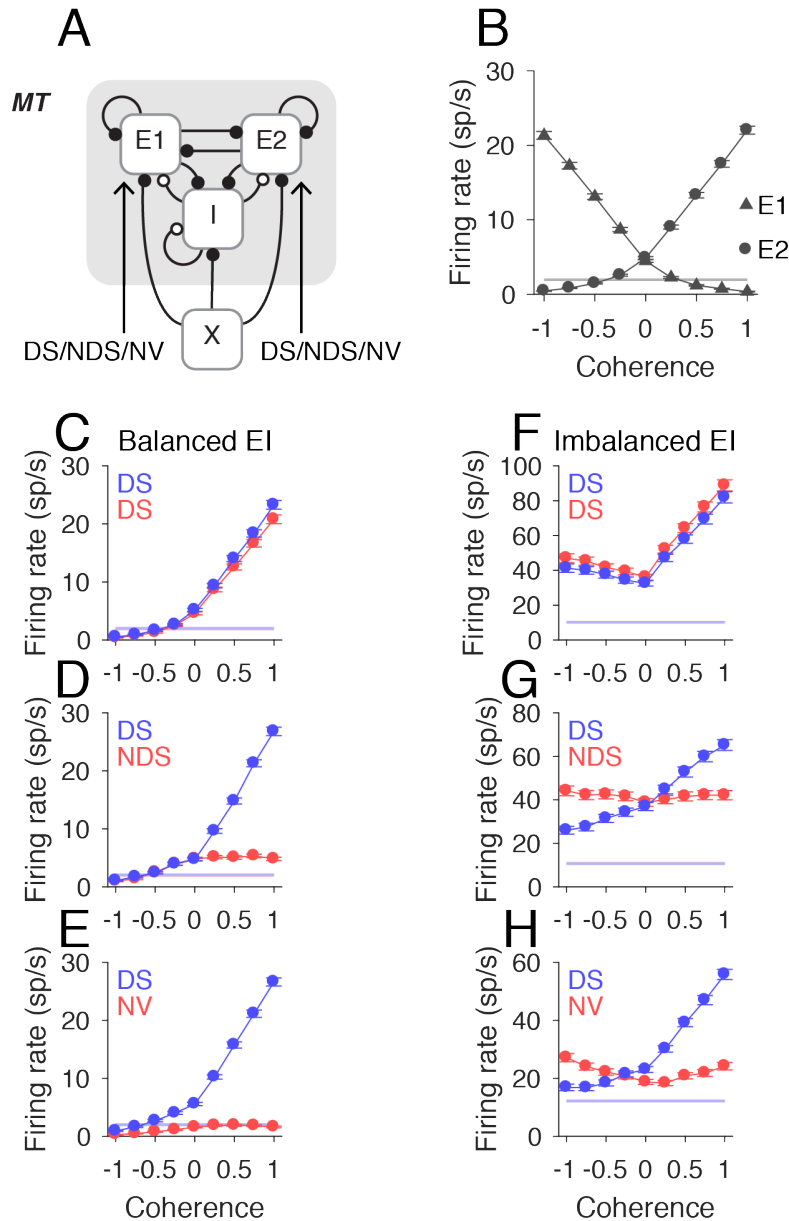 A
MT
E1
E2
I
X
DS/NDS/NV
DS/NDS/NV
B
Firing rate (sp/s)
30
20
10
0
E1
E2
-1 -0.5 0 0.5 1
Coherence
C
Balanced EI
Firing rate (sp/s)
30
20
10
0
DS
DS
-1 -0.5 0 0.5 1
F
Imbalanced EI
Firing rate (sp/s)
100
80
60
40
20
0
DS
DS
-1 -0.5 0 0.5 1
D
Firing rate (sp/s)
30
20
10
0
DS
NDS
-1 -0.5 0 0.5 1
G
Firing rate (sp/s)
80
60
40
20
0
DS
NDS
-1 -0.5 0 0.5 1
E
Firing rate (sp/s)
30
20
10
0
DS
NV
-1 -0.5 0 0.5 1
Coherence
H
Firing rate (sp/s)
60
40
20
0
DS
NV
-1 -0.5 0 0.5 1
Coherence